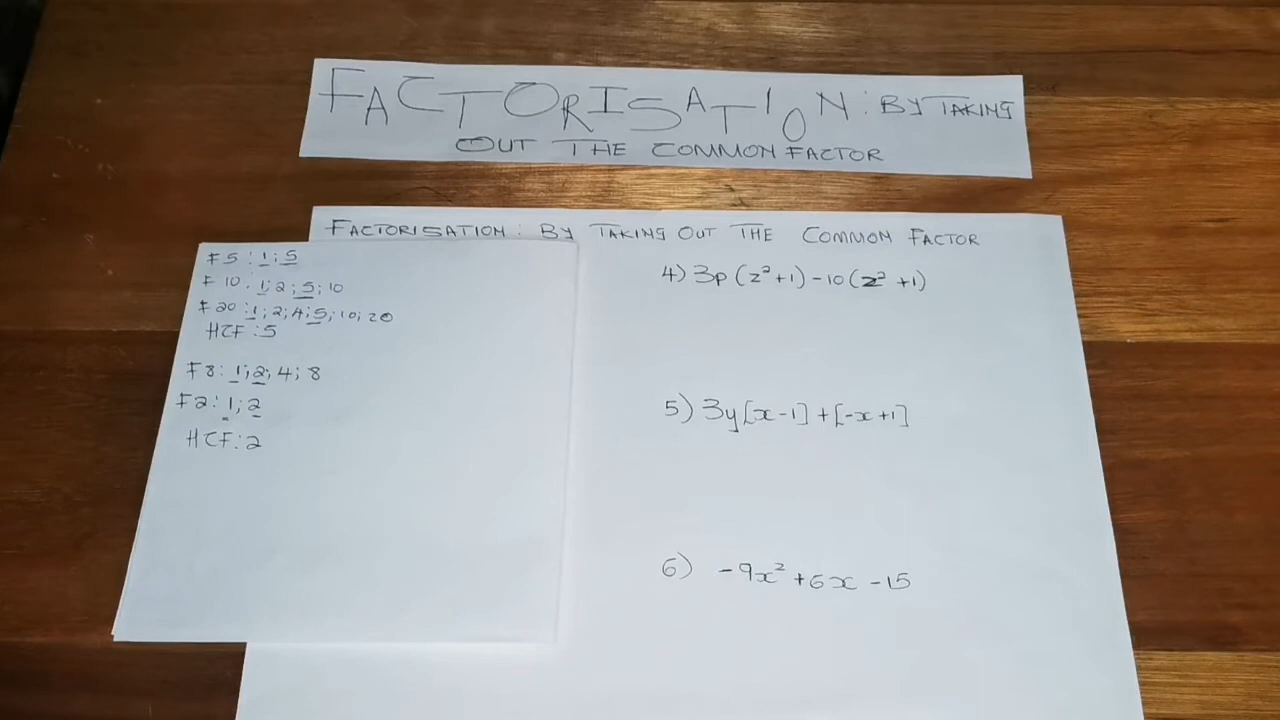 FACTORISATION: BY TAKING
OUT THE COMMON FACTOR
FACTORISATION: BY TAKING OUT THE COMMON FACTOR
F5: 1; 5
F10: 1; 2; 5; 10
F20: 1; 2; 4; 5; 10; 20
HCF: 5
F8: 1; 2; 4; 8
F2: 1; 2
HCF: 2
4) 3p(z²+1)-10(z²+1)
5) 3y[x-1]+[-x+1]
6) -9x²+6x-15